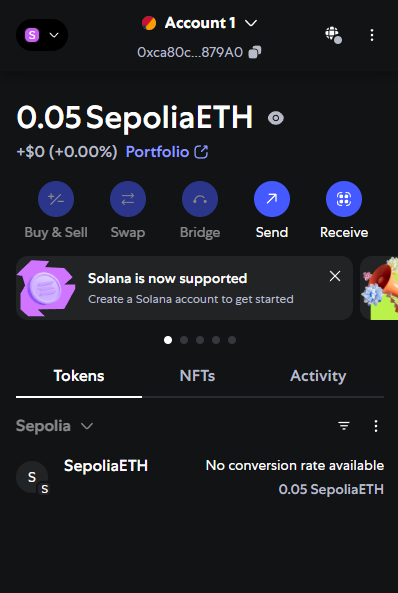 S
Account 1
0xca80c...879A0
0.05 SepoliaETH
+$0 (+0.00%) Portfolio
Buy & Sell Swap Bridge Send Receive
Solana is now supported
Create a Solana account to get started
Tokens NFTs Activity
Sepolia
S S SepoliaETH No conversion rate available
0.05 SepoliaETH